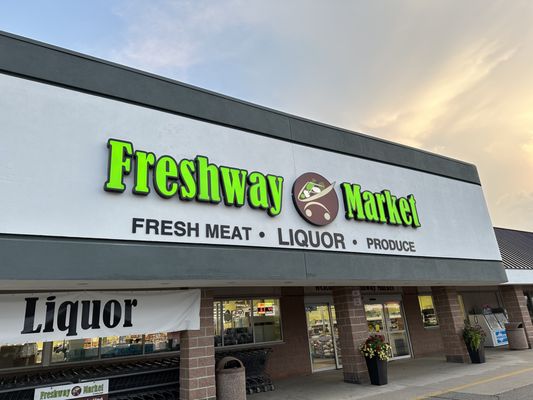 Freshway Market
FRESH MEAT • LIQUOR • PRODUCE
Liquor
Freshway Market